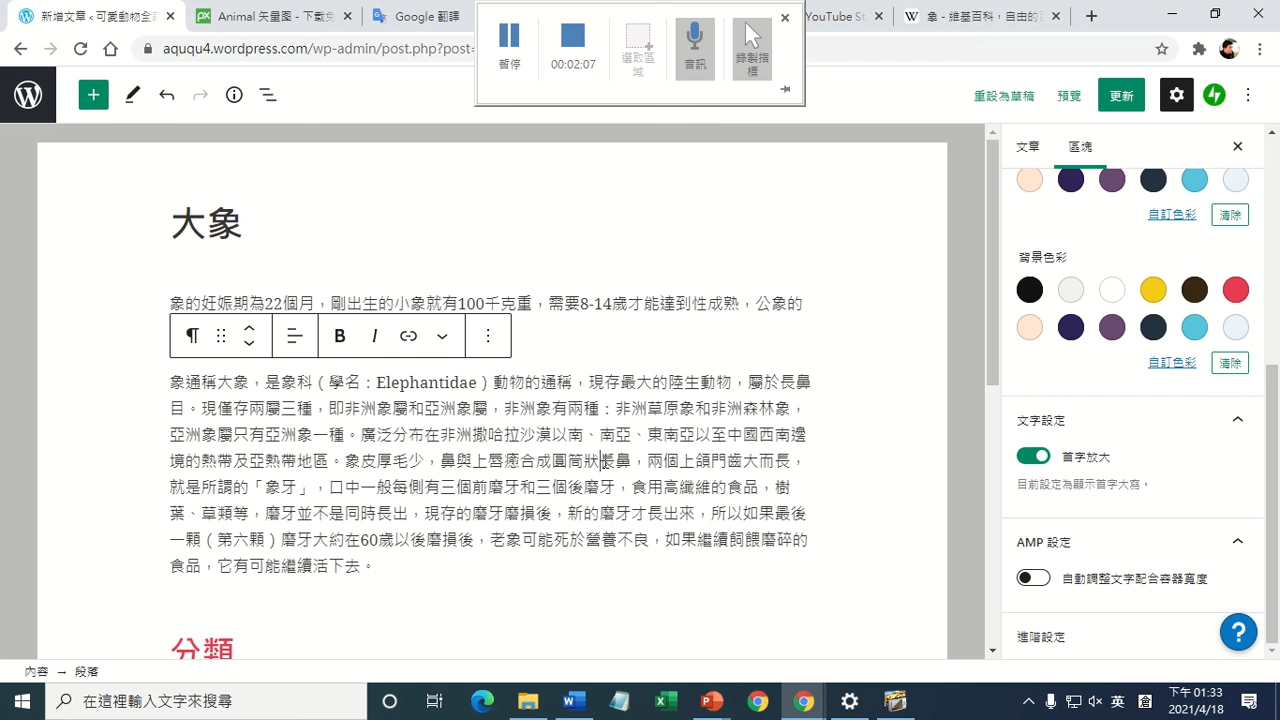 新增文章 ‹ 可愛動物全
Animal 矢量图 - 下載免
Google 翻譯
YouTube St
象 - 維基百科，自由的
暫停
00:02:07
選取區域
音訊
錄製指標
aququ4.wordpress.com/wp-admin/post.php?post=
重設為草稿
預覽
更新
大象
象的妊娠期為22個月，剛出生的小象就有100千克重，需要8-14歲才能達到性成熟，公象的
B
I
象通稱大象，是象科（學名：Elephantidae）動物的通稱，現存最大的陸生動物，屬於長鼻
目。現僅存兩屬三種，即非洲象屬和亞洲象屬，非洲象有兩種：非洲草原象和非洲森林象，
亞洲象屬只有亞洲象一種。廣泛分布在非洲撒哈拉沙漠以南、南亞、東南亞以至中國西南邊
境的熱帶及亞熱帶地區。象皮厚毛少，鼻與上唇癒合成圓筒狀長鼻，兩個上頜門齒大而長，
就是所謂的「象牙」，口中一般每側有三個前磨牙和三個後磨牙，食用高纖維的食品，樹
葉、草類等，磨牙並不是同時長出，現存的磨牙磨損後，新的磨牙才長出來，所以如果最後
一顆（第六顆）磨牙大約在60歲以後磨損後，老象可能死於營養不良，如果繼續飼餵磨碎的
食品，它有可能繼續活下去。
分類
文章
區塊
自訂色彩
清除
背景色彩
自訂色彩
清除
文字設定
首字放大
目前設定為顯示首字大寫。
AMP 設定
自動調整文字配合容器寬度
進階設定
內容 → 段落
在這裡輸入文字來搜尋
英
倉
下午 01:33
2021/4/18